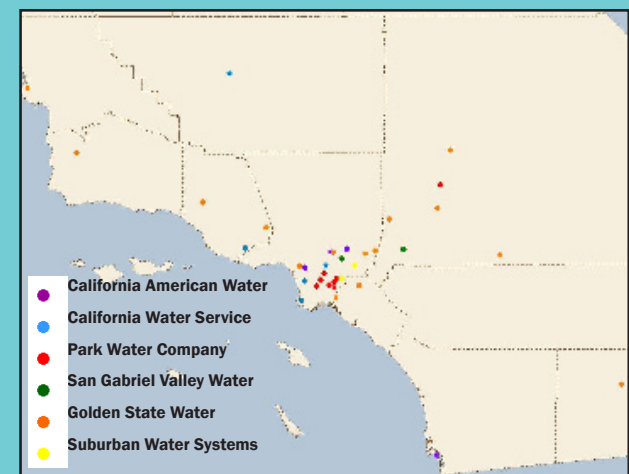 California American Water
California Water Service
Park Water Company
San Gabriel Valley Water
Golden State Water
Suburban Water Systems